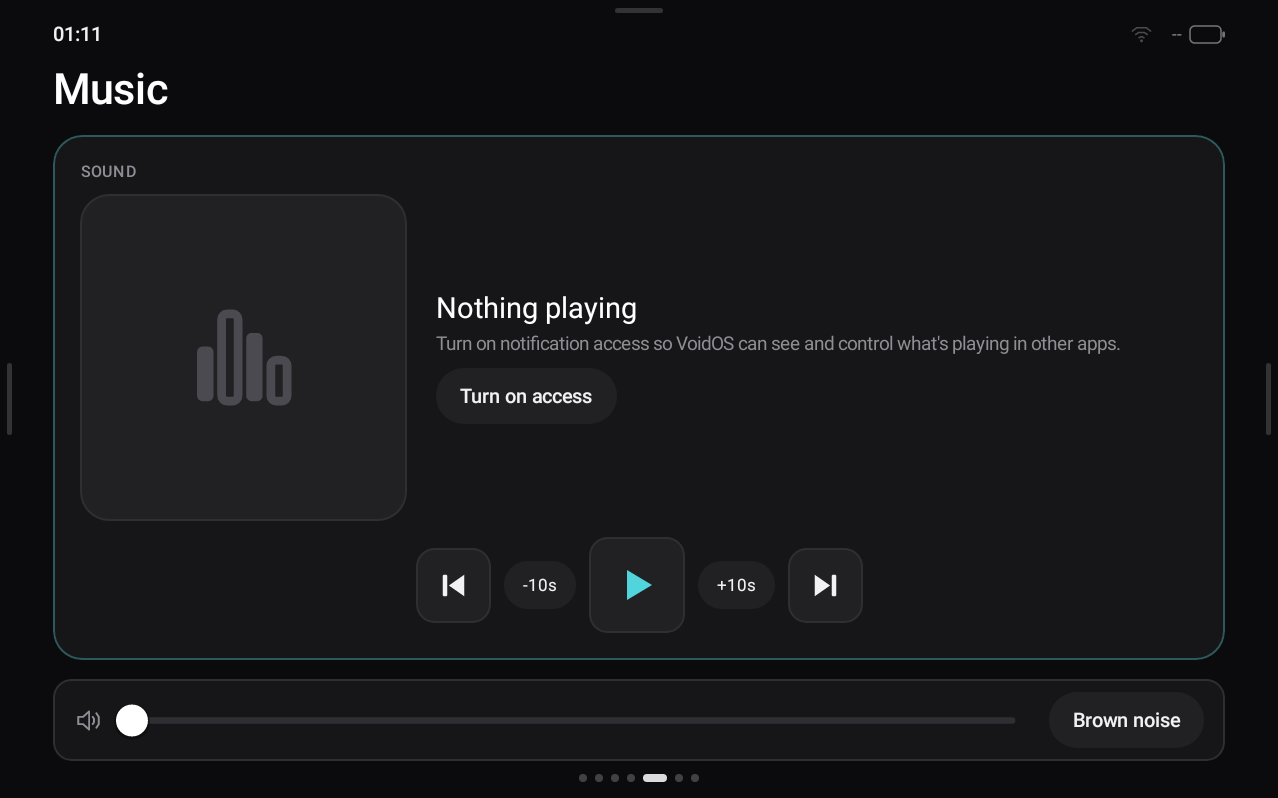 01:11
--
Music
SOUND
Nothing playing
Turn on notification access so VoidOS can see and control what's playing in other apps.
Turn on access
-10s
+10s
Brown noise